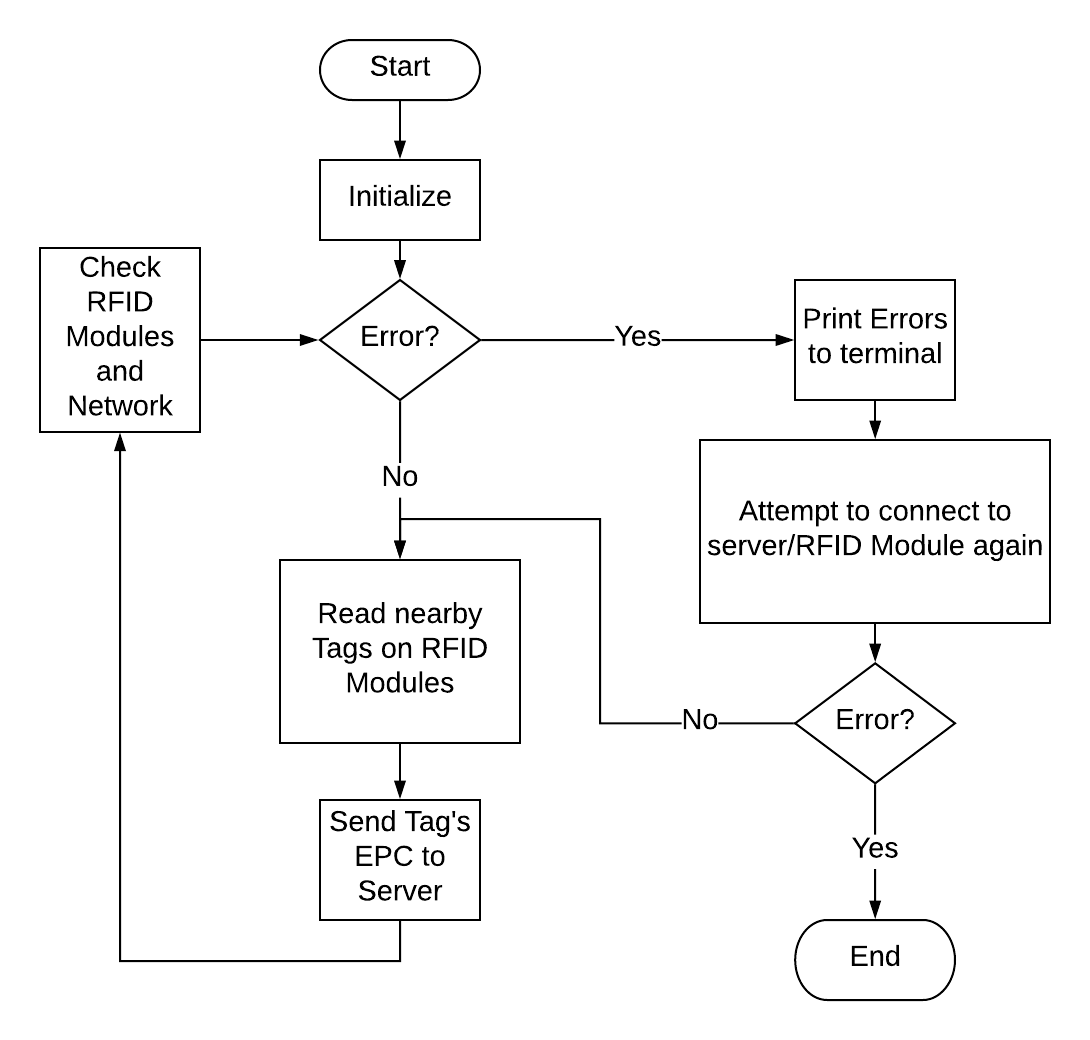 Start
Initialize
Check
RFID
Modules
and
Network
Error?
Yes
Print Errors
to terminal
No
Attempt to connect to
server/RFID Module again
Read nearby
Tags on RFID
Modules
No
Error?
Send Tag's
EPC to
Server
Yes
End